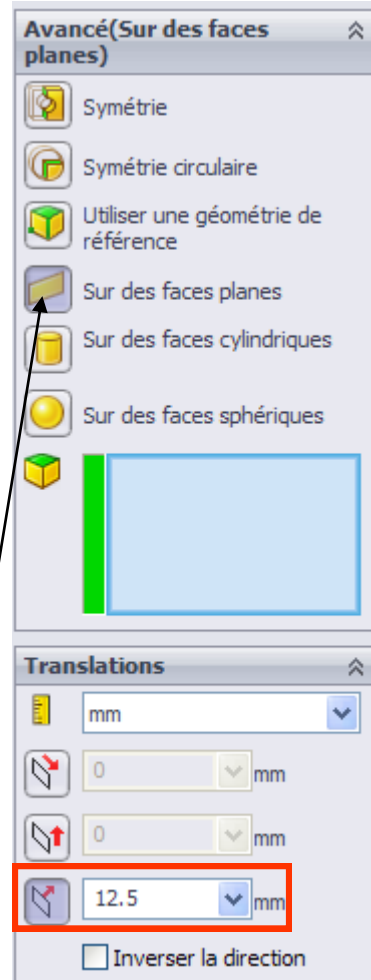 Avancé(Sur des faces
planes)
Symétrie
Symétrie circulaire
Utiliser une géométrie de
référence
Sur des faces planes
Sur des faces cylindriques
Sur des faces sphériques
Translations
mm
0 mm
0 mm
12.5 mm
Inverser la direction